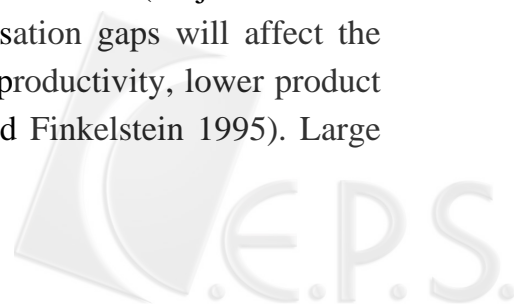 sation gaps will affect the
productivity, lower product
d Finkelstein 1995). Large
C.E.P.S.